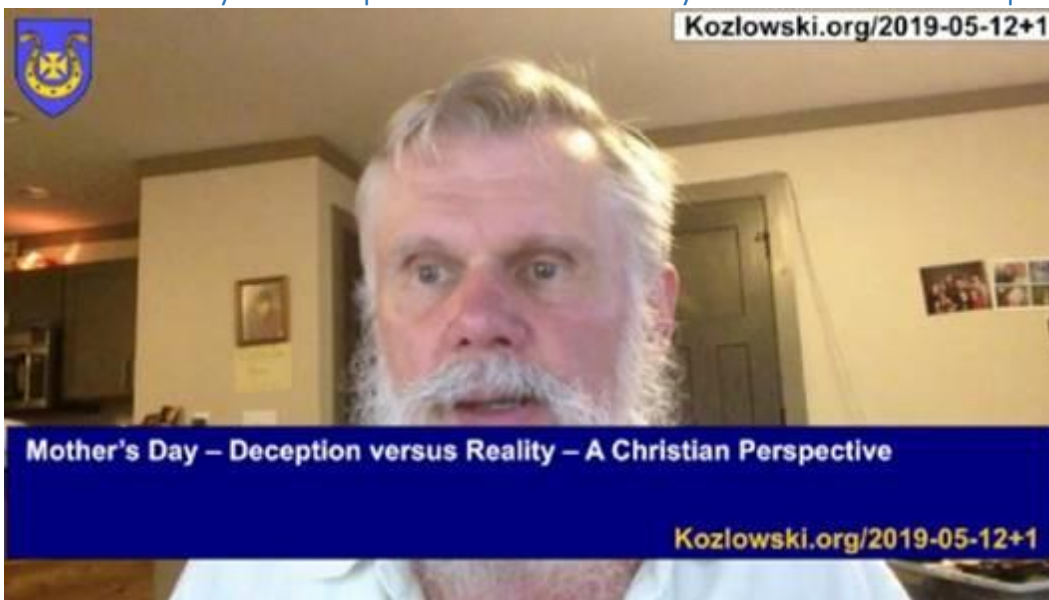 Kozlowski.org/2019-05-12+1
Mother's Day – Deception versus Reality – A Christian Perspective
Kozlowski.org/2019-05-12+1